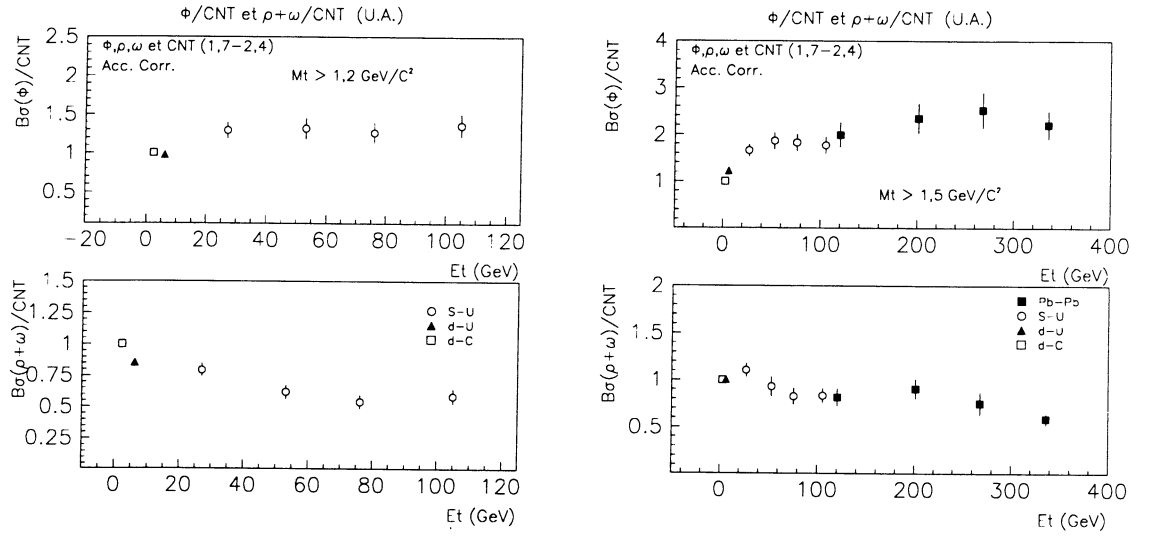 Φ/CNT et ρ+ω/CNT (U.A.)
Bσ(Φ)/CNT
2.5
2
1.5
1
0.5
Φ,ρ,ω et CNT (1,7−2,4)
Acc. Corr.
Mt > 1,2 GeV/C²
−20 0 20 40 60 80 100 120
Et (GeV)
Bσ(ρ+ω)/CNT
1.5
1.25
1
0.75
0.5
0.25
S−U
d−U
d−C
0 20 40 60 80 100 120
Et (GeV)
Φ/CNT et ρ+ω/CNT (U.A.)
Bσ(Φ)/CNT
4
3
2
1
Φ,ρ,ω et CNT (1,7−2,4)
Acc. Corr.
Mt > 1,5 GeV/C²
0 100 200 300 400
Et (GeV)
Bσ(ρ+ω)/CNT
2
1.5
1
0.5
Pb−Pb
S−U
d−U
d−C
0 100 200 300 400
Et (GeV)